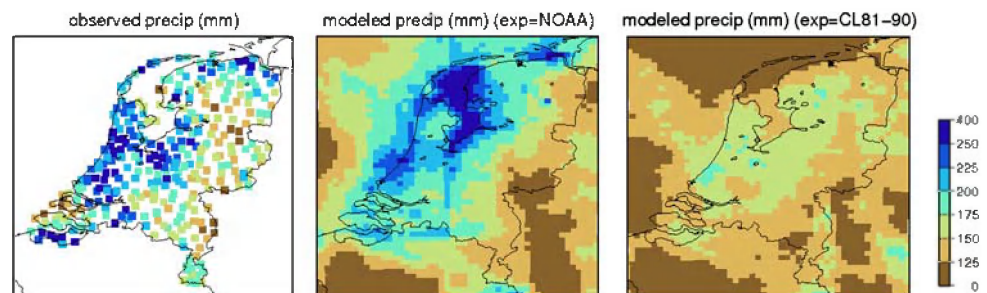 observed precip (mm)
modeled precip (mm) (exp=NOAA)
modeled precip (mm) (exp=CL81−90)
400
250
225
200
175
150
125
0